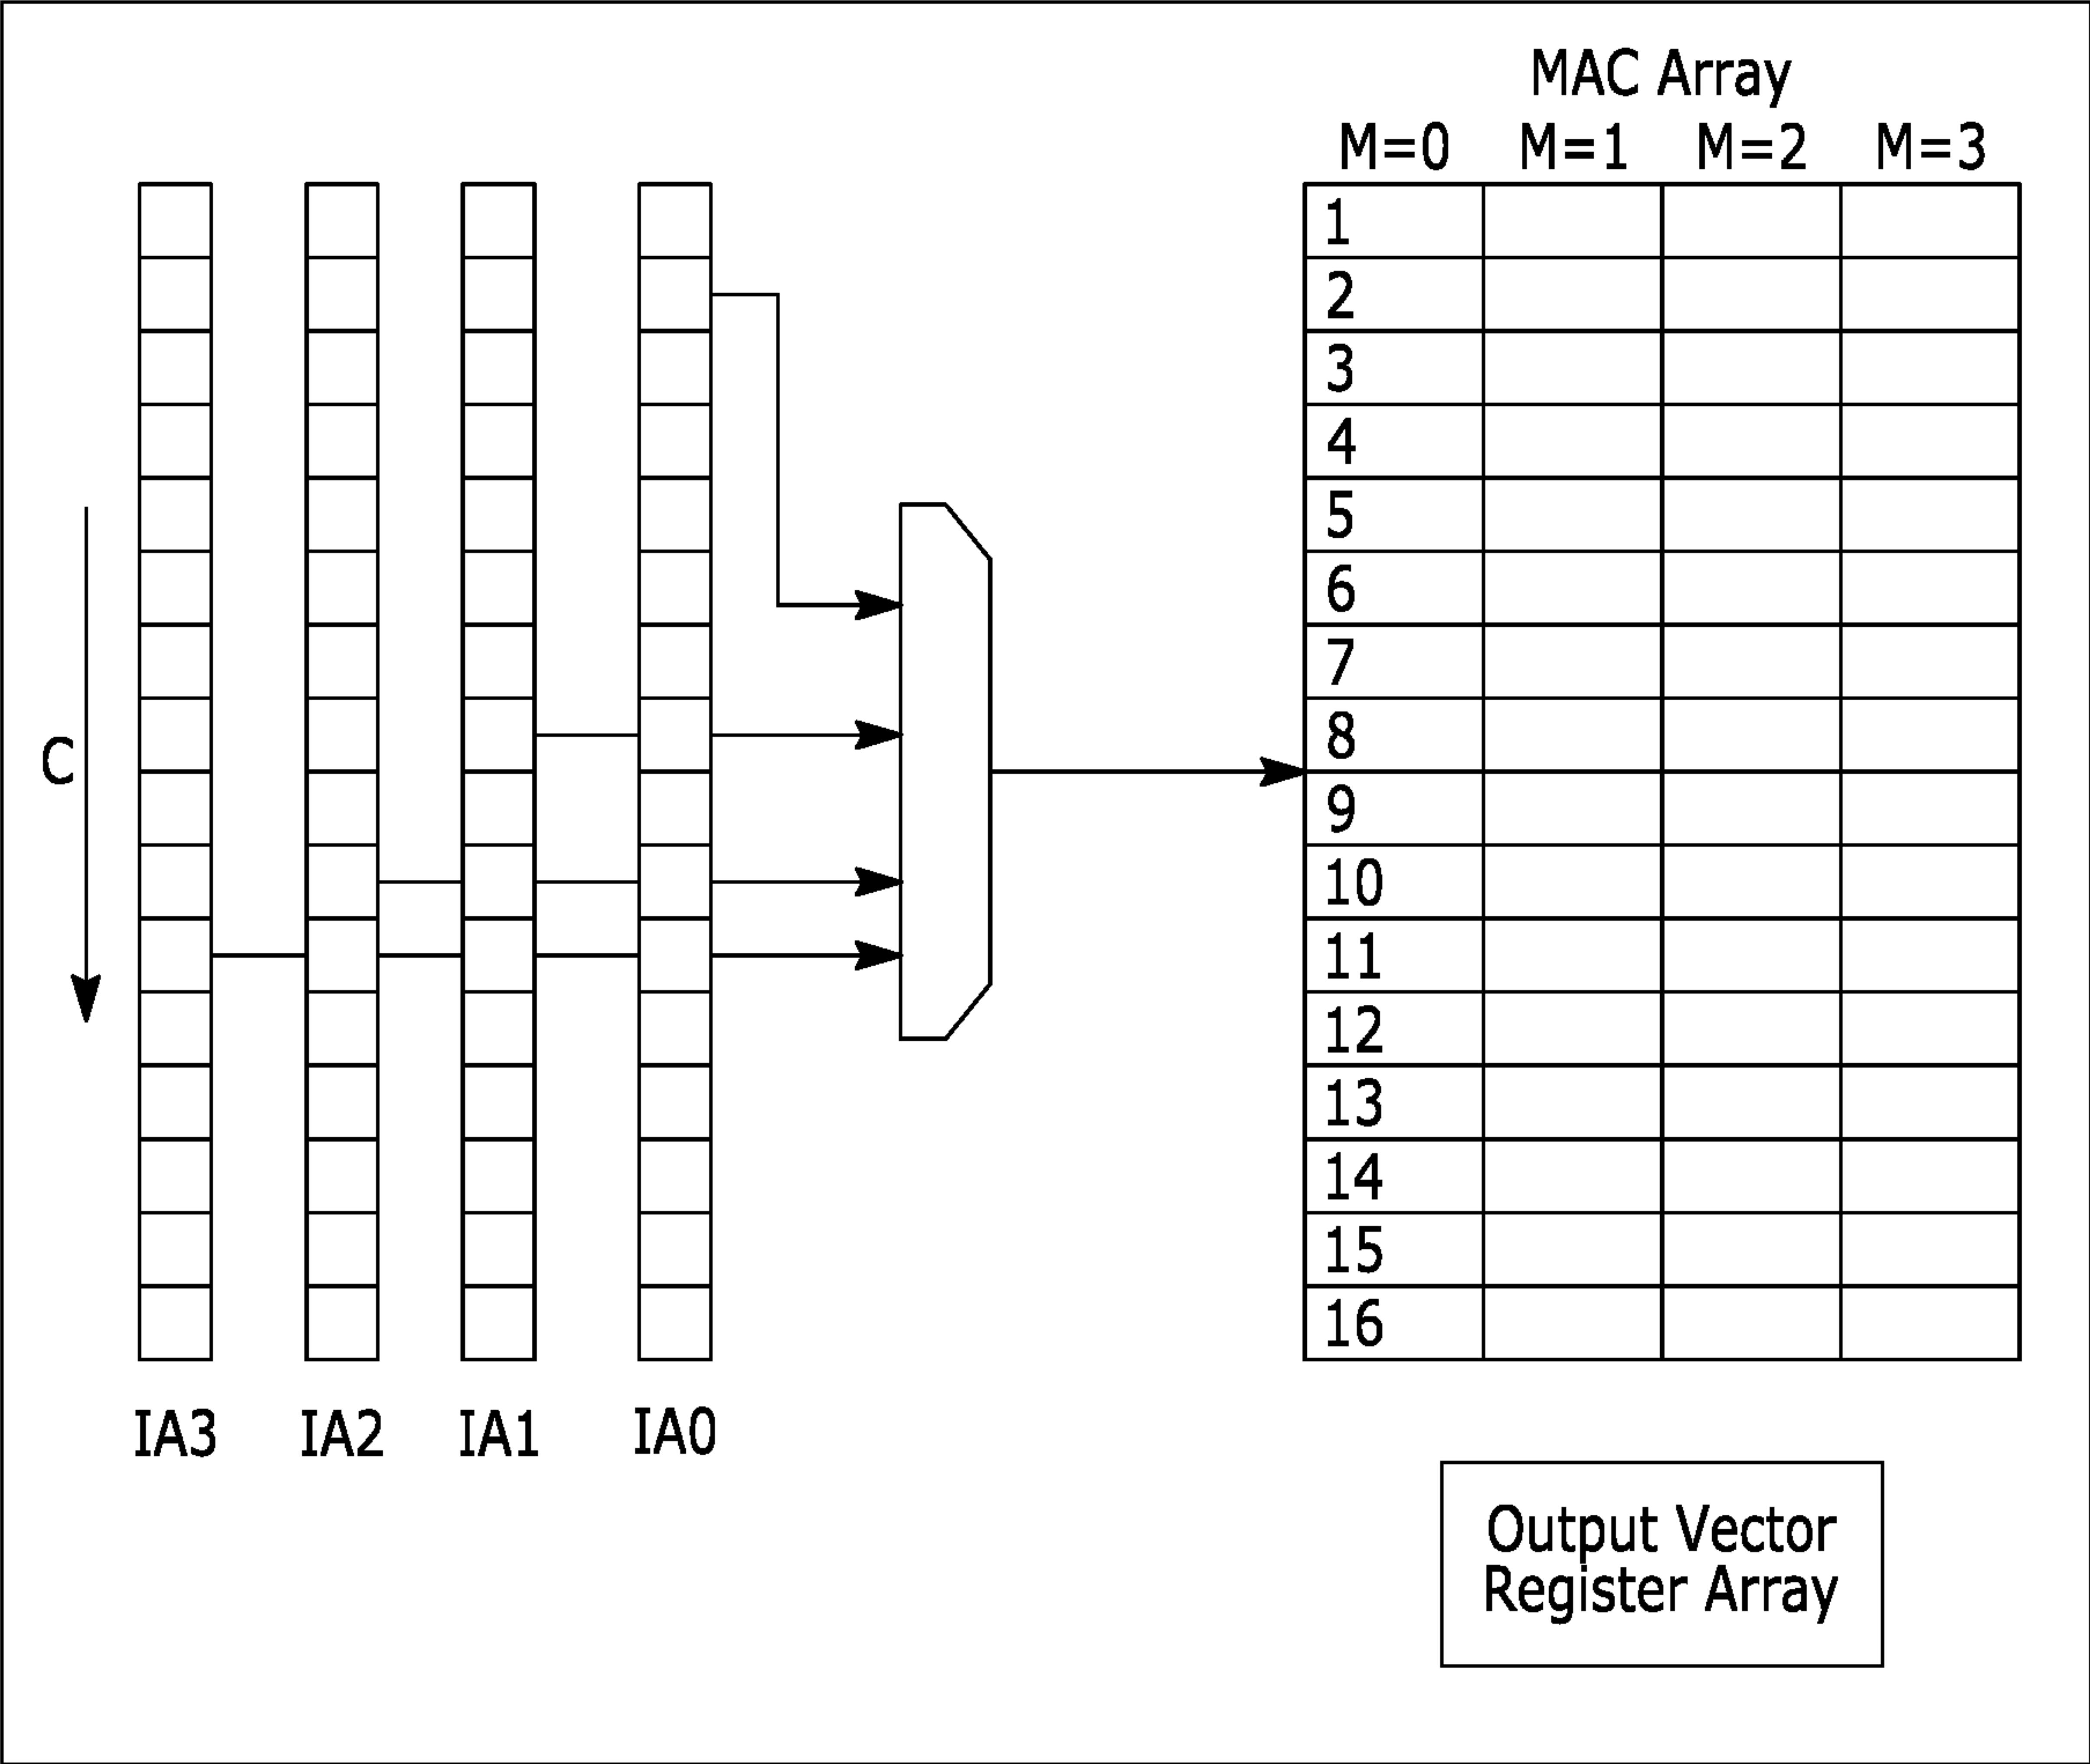 MAC Array
M=0 M=1 M=2 M=3
1
2
3
4
5
6
7
8
9
10
11
12
13
14
15
16
C
IA3 IA2 IA1 IA0
Output Vector
Register Array